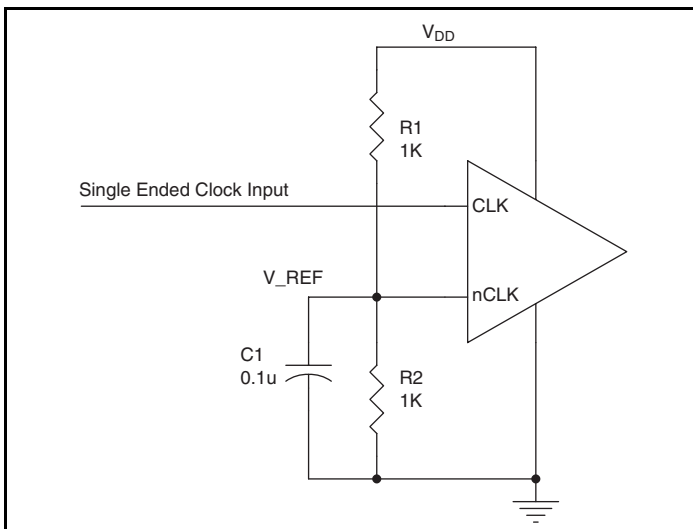 V_DD
R1
1K
Single Ended Clock Input
CLK
V_REF
nCLK
C1
0.1u
R2
1K